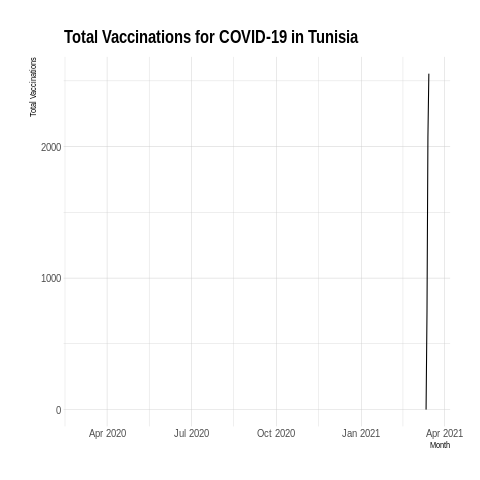 Total Vaccinations for COVID-19 in Tunisia
Total Vaccinations
2000
1000
0
Apr 2020 Jul 2020 Oct 2020 Jan 2021 Apr 2021
Month